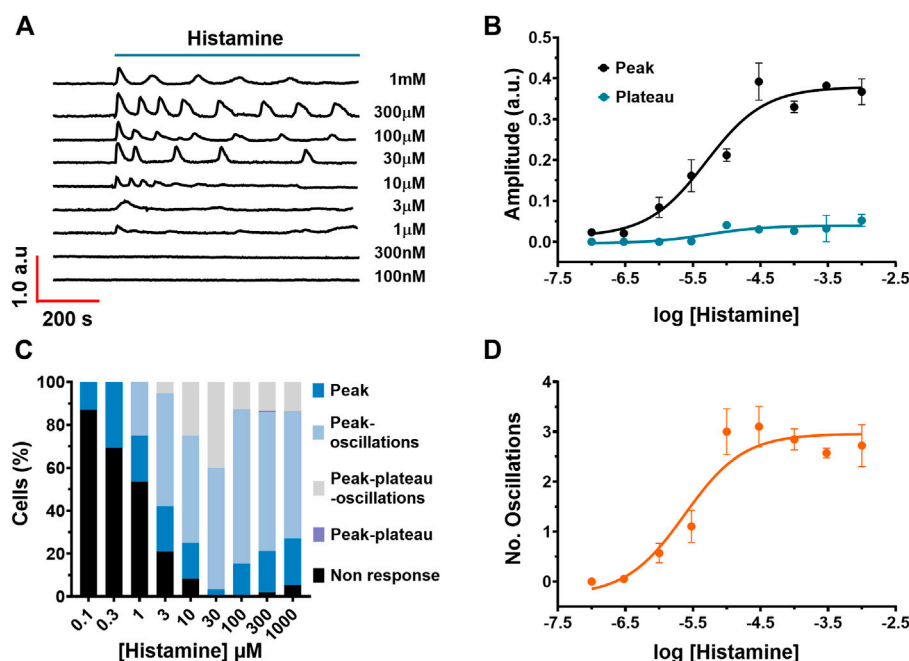 A
Histamine
1mM
300µM
100µM
30µM
10µM
3µM
1µM
300nM
100nM
1.0 a.u
200 s
B
Amplitude (a.u.)
0.5
0.4
0.3
0.2
0.1
0.0
Peak
Plateau
-7.5 -6.5 -5.5 -4.5 -3.5 -2.5
log [Histamine]
C
Cells (%)
100
80
60
40
20
0
0.1 0.3 1 3 10 30 100 300 1000
[Histamine] µM
Peak
Peak-
oscillations
Peak-plateau
-oscillations
Peak-plateau
Non response
D
No. Oscillations
4
3
2
1
0
-7.5 -6.5 -5.5 -4.5 -3.5 -2.5
log [Histamine]